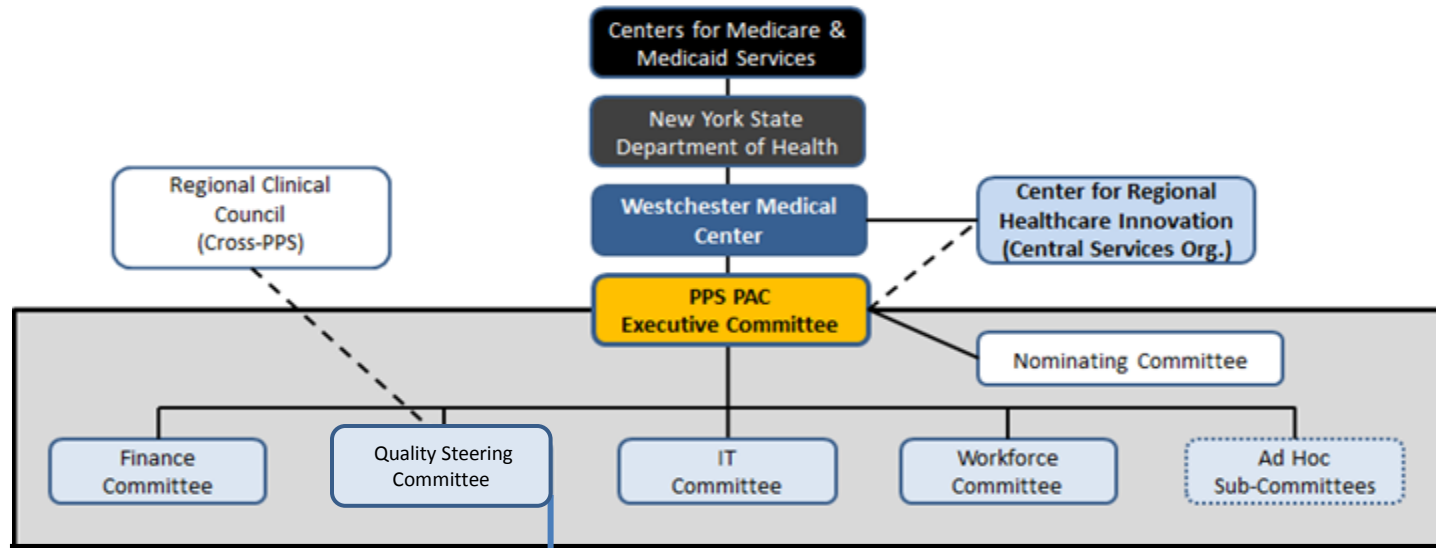 Centers for Medicare &
Medicaid Services
New York State
Department of Health
Regional Clinical
Council
(Cross-PPS)
Westchester Medical
Center
Center for Regional
Healthcare Innovation
(Central Services Org.)
PPS PAC
Executive Committee
Nominating Committee
Finance
Committee
Quality Steering
Committee
IT
Committee
Workforce
Committee
Ad Hoc
Sub-Committees